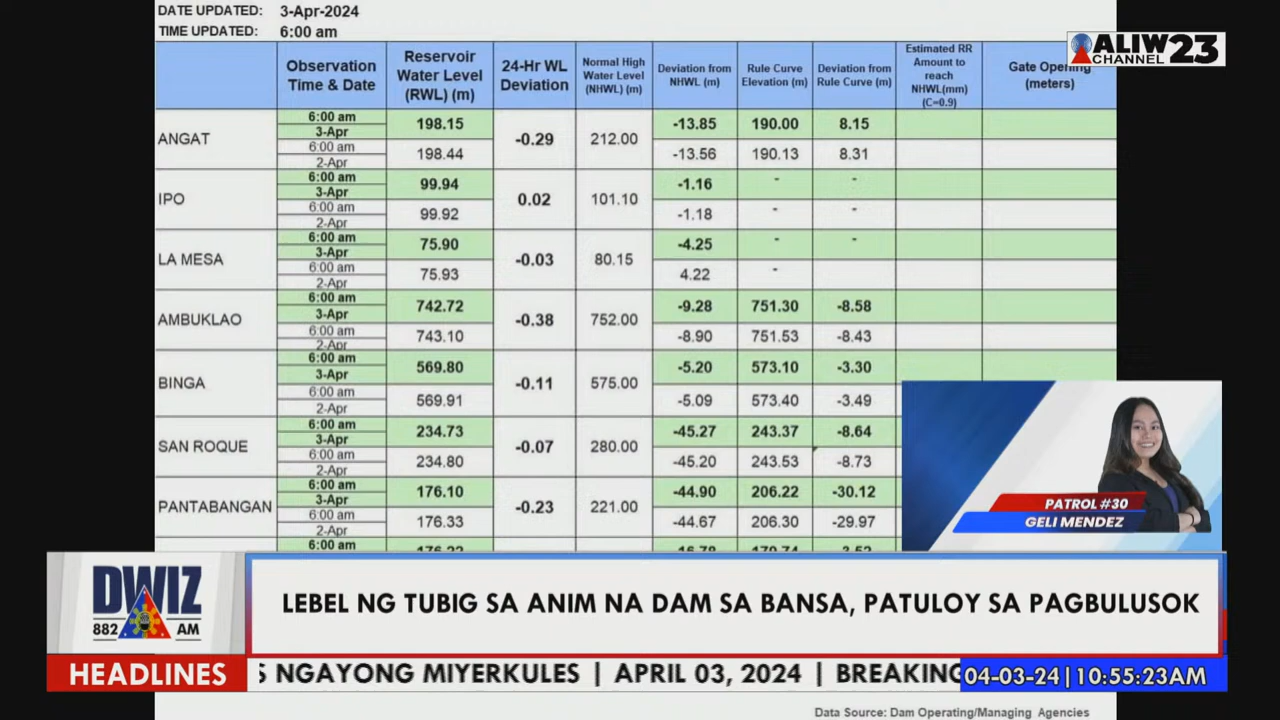 DATE UPDATED: 3-Apr-2024
TIME UPDATED: 6:00 am
ALIW 23
CHANNEL
Observation Time & Date
Reservoir Water Level (RWL) (m)
24-Hr WL Deviation
Normal High Water Level (NHWL) (m)
Deviation from NHWL (m)
Rule Curve Elevation (m)
Deviation from Rule Curve (m)
Estimated RR Amount to reach NHWL(mm) (C=0.9)
Gate Opening (meters)
ANGAT 6:00 am 3-Apr 198.15 -0.29 212.00 -13.85 190.00 8.15
6:00 am 2-Apr 198.44 -13.56 190.13 8.31
IPO 6:00 am 3-Apr 99.94 0.02 101.10 -1.16 - -
6:00 am 2-Apr 99.92 -1.18 - -
LA MESA 6:00 am 3-Apr 75.90 -0.03 80.15 -4.25 - -
6:00 am 2-Apr 75.93 4.22 -
AMBUKLAO 6:00 am 3-Apr 742.72 -0.38 752.00 -9.28 751.30 -8.58
6:00 am 2-Apr 743.10 -8.90 751.53 -8.43
BINGA 6:00 am 3-Apr 569.80 -0.11 575.00 -5.20 573.10 -3.30
6:00 am 2-Apr 569.91 -5.09 573.40 -3.49
SAN ROQUE 6:00 am 3-Apr 234.73 -0.07 280.00 -45.27 243.37 -8.64
6:00 am 2-Apr 234.80 -45.20 243.53 -8.73
PANTABANGAN 6:00 am 3-Apr 176.10 -0.23 221.00 -44.90 206.22 -30.12
6:00 am 2-Apr 176.33 -44.67 206.30 -29.97
6:00 am
PATROL #30
GELI MENDEZ
DWIZ
882 AM
LEBEL NG TUBIG SA ANIM NA DAM SA BANSA, PATULOY SA PAGBULUSOK
HEADLINES
S NGAYONG MIYERKULES | APRIL 03, 2024 | BREAKING
04-03-24|10:55:23AM
Data Source: Dam Operating/Managing Agencies